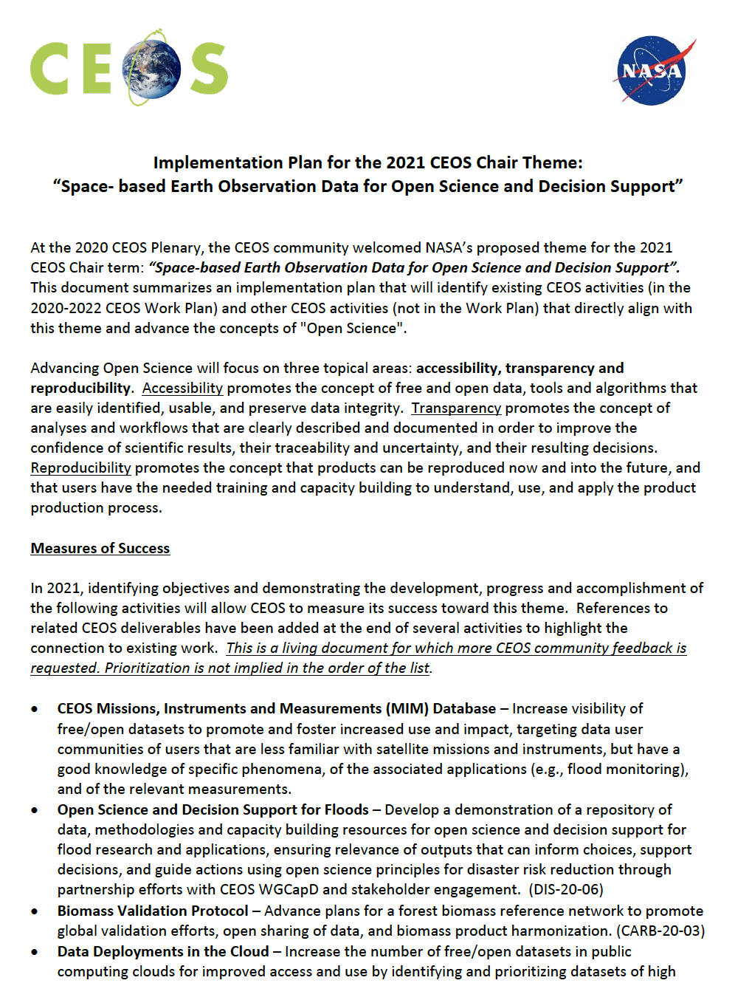 CEOS
NASA
Implementation Plan for the 2021 CEOS Chair Theme:
“Space- based Earth Observation Data for Open Science and Decision Support”
At the 2020 CEOS Plenary, the CEOS community welcomed NASA’s proposed theme for the 2021
CEOS Chair term: “Space-based Earth Observation Data for Open Science and Decision Support”.
This document summarizes an implementation plan that will identify existing CEOS activities (in the
2020-2022 CEOS Work Plan) and other CEOS activities (not in the Work Plan) that directly align with
this theme and advance the concepts of "Open Science".
Advancing Open Science will focus on three topical areas: accessibility, transparency and
reproducibility. Accessibility promotes the concept of free and open data, tools and algorithms that
are easily identified, usable, and preserve data integrity. Transparency promotes the concept of
analyses and workflows that are clearly described and documented in order to improve the
confidence of scientific results, their traceability and uncertainty, and their resulting decisions.
Reproducibility promotes the concept that products can be reproduced now and into the future, and
that users have the needed training and capacity building to understand, use, and apply the product
production process.
Measures of Success
In 2021, identifying objectives and demonstrating the development, progress and accomplishment of
the following activities will allow CEOS to measure its success toward this theme. References to
related CEOS deliverables have been added at the end of several activities to highlight the
connection to existing work. This is a living document for which more CEOS community feedback is
requested. Prioritization is not implied in the order of the list.
• CEOS Missions, Instruments and Measurements (MIM) Database – Increase visibility of
free/open datasets to promote and foster increased use and impact, targeting data user
communities of users that are less familiar with satellite missions and instruments, but have a
good knowledge of specific phenomena, of the associated applications (e.g., flood monitoring),
and of the relevant measurements.
• Open Science and Decision Support for Floods – Develop a demonstration of a repository of
data, methodologies and capacity building resources for open science and decision support for
flood research and applications, ensuring relevance of outputs that can inform choices, support
decisions, and guide actions using open science principles for disaster risk reduction through
partnership efforts with CEOS WGCapD and stakeholder engagement. (DIS-20-06)
• Biomass Validation Protocol – Advance plans for a forest biomass reference network to promote
global validation efforts, open sharing of data, and biomass product harmonization. (CARB-20-03)
• Data Deployments in the Cloud – Increase the number of free/open datasets in public
computing clouds for improved access and use by identifying and prioritizing datasets of high